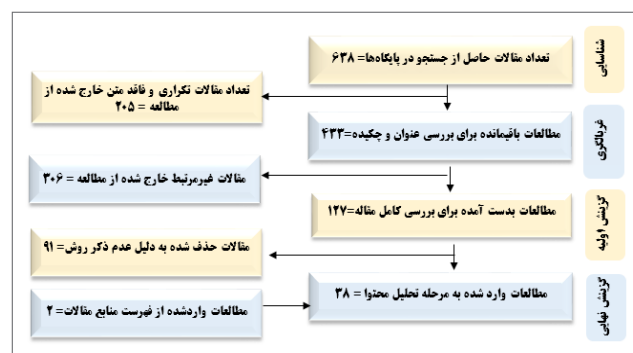 شناسایی
تعداد مقالات حاصل از جستجو در پایگاه‌ها= ۶۳۸
تعداد مقالات تکراری و فاقد متن خارج شده از
مطالعه = ۲۰۵
غربالگری
مطالعات باقیمانده برای بررسی عنوان و چکیده=۴۳۳
مقالات غیرمرتبط خارج شده از مطالعه = ۳۰۶
گزینش اولیه
مطالعات بدست آمده برای بررسی کامل مقاله=۱۲۷
مقالات حذف شده به دلیل عدم ذکر روش= ۹۱
گزینش نهایی
مطالعات وارد شده به مرحله تحلیل محتوا = ۳۸
مطالعات واردشده از فهرست منابع مقالات= ۲